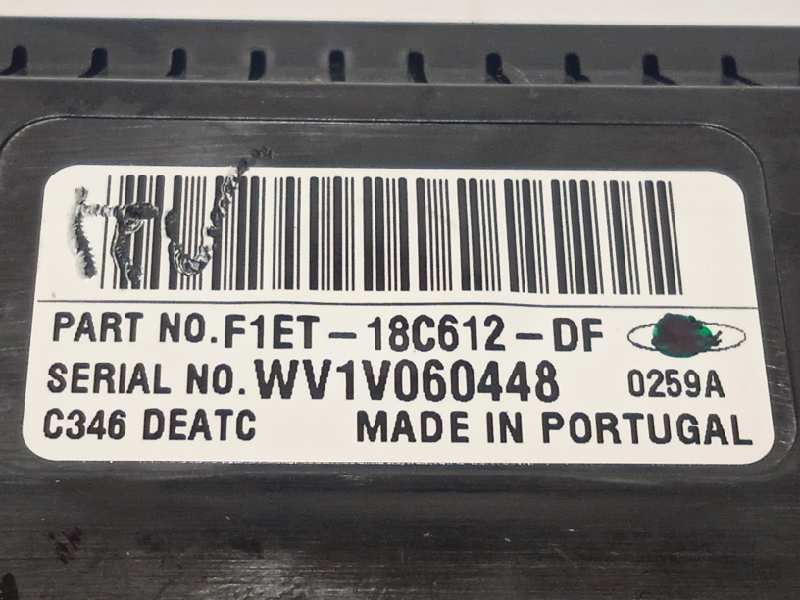 PART NO. F1ET-18C612-DF
SERIAL NO. WV1V060448 0259A
C346 DEATC MADE IN PORTUGAL